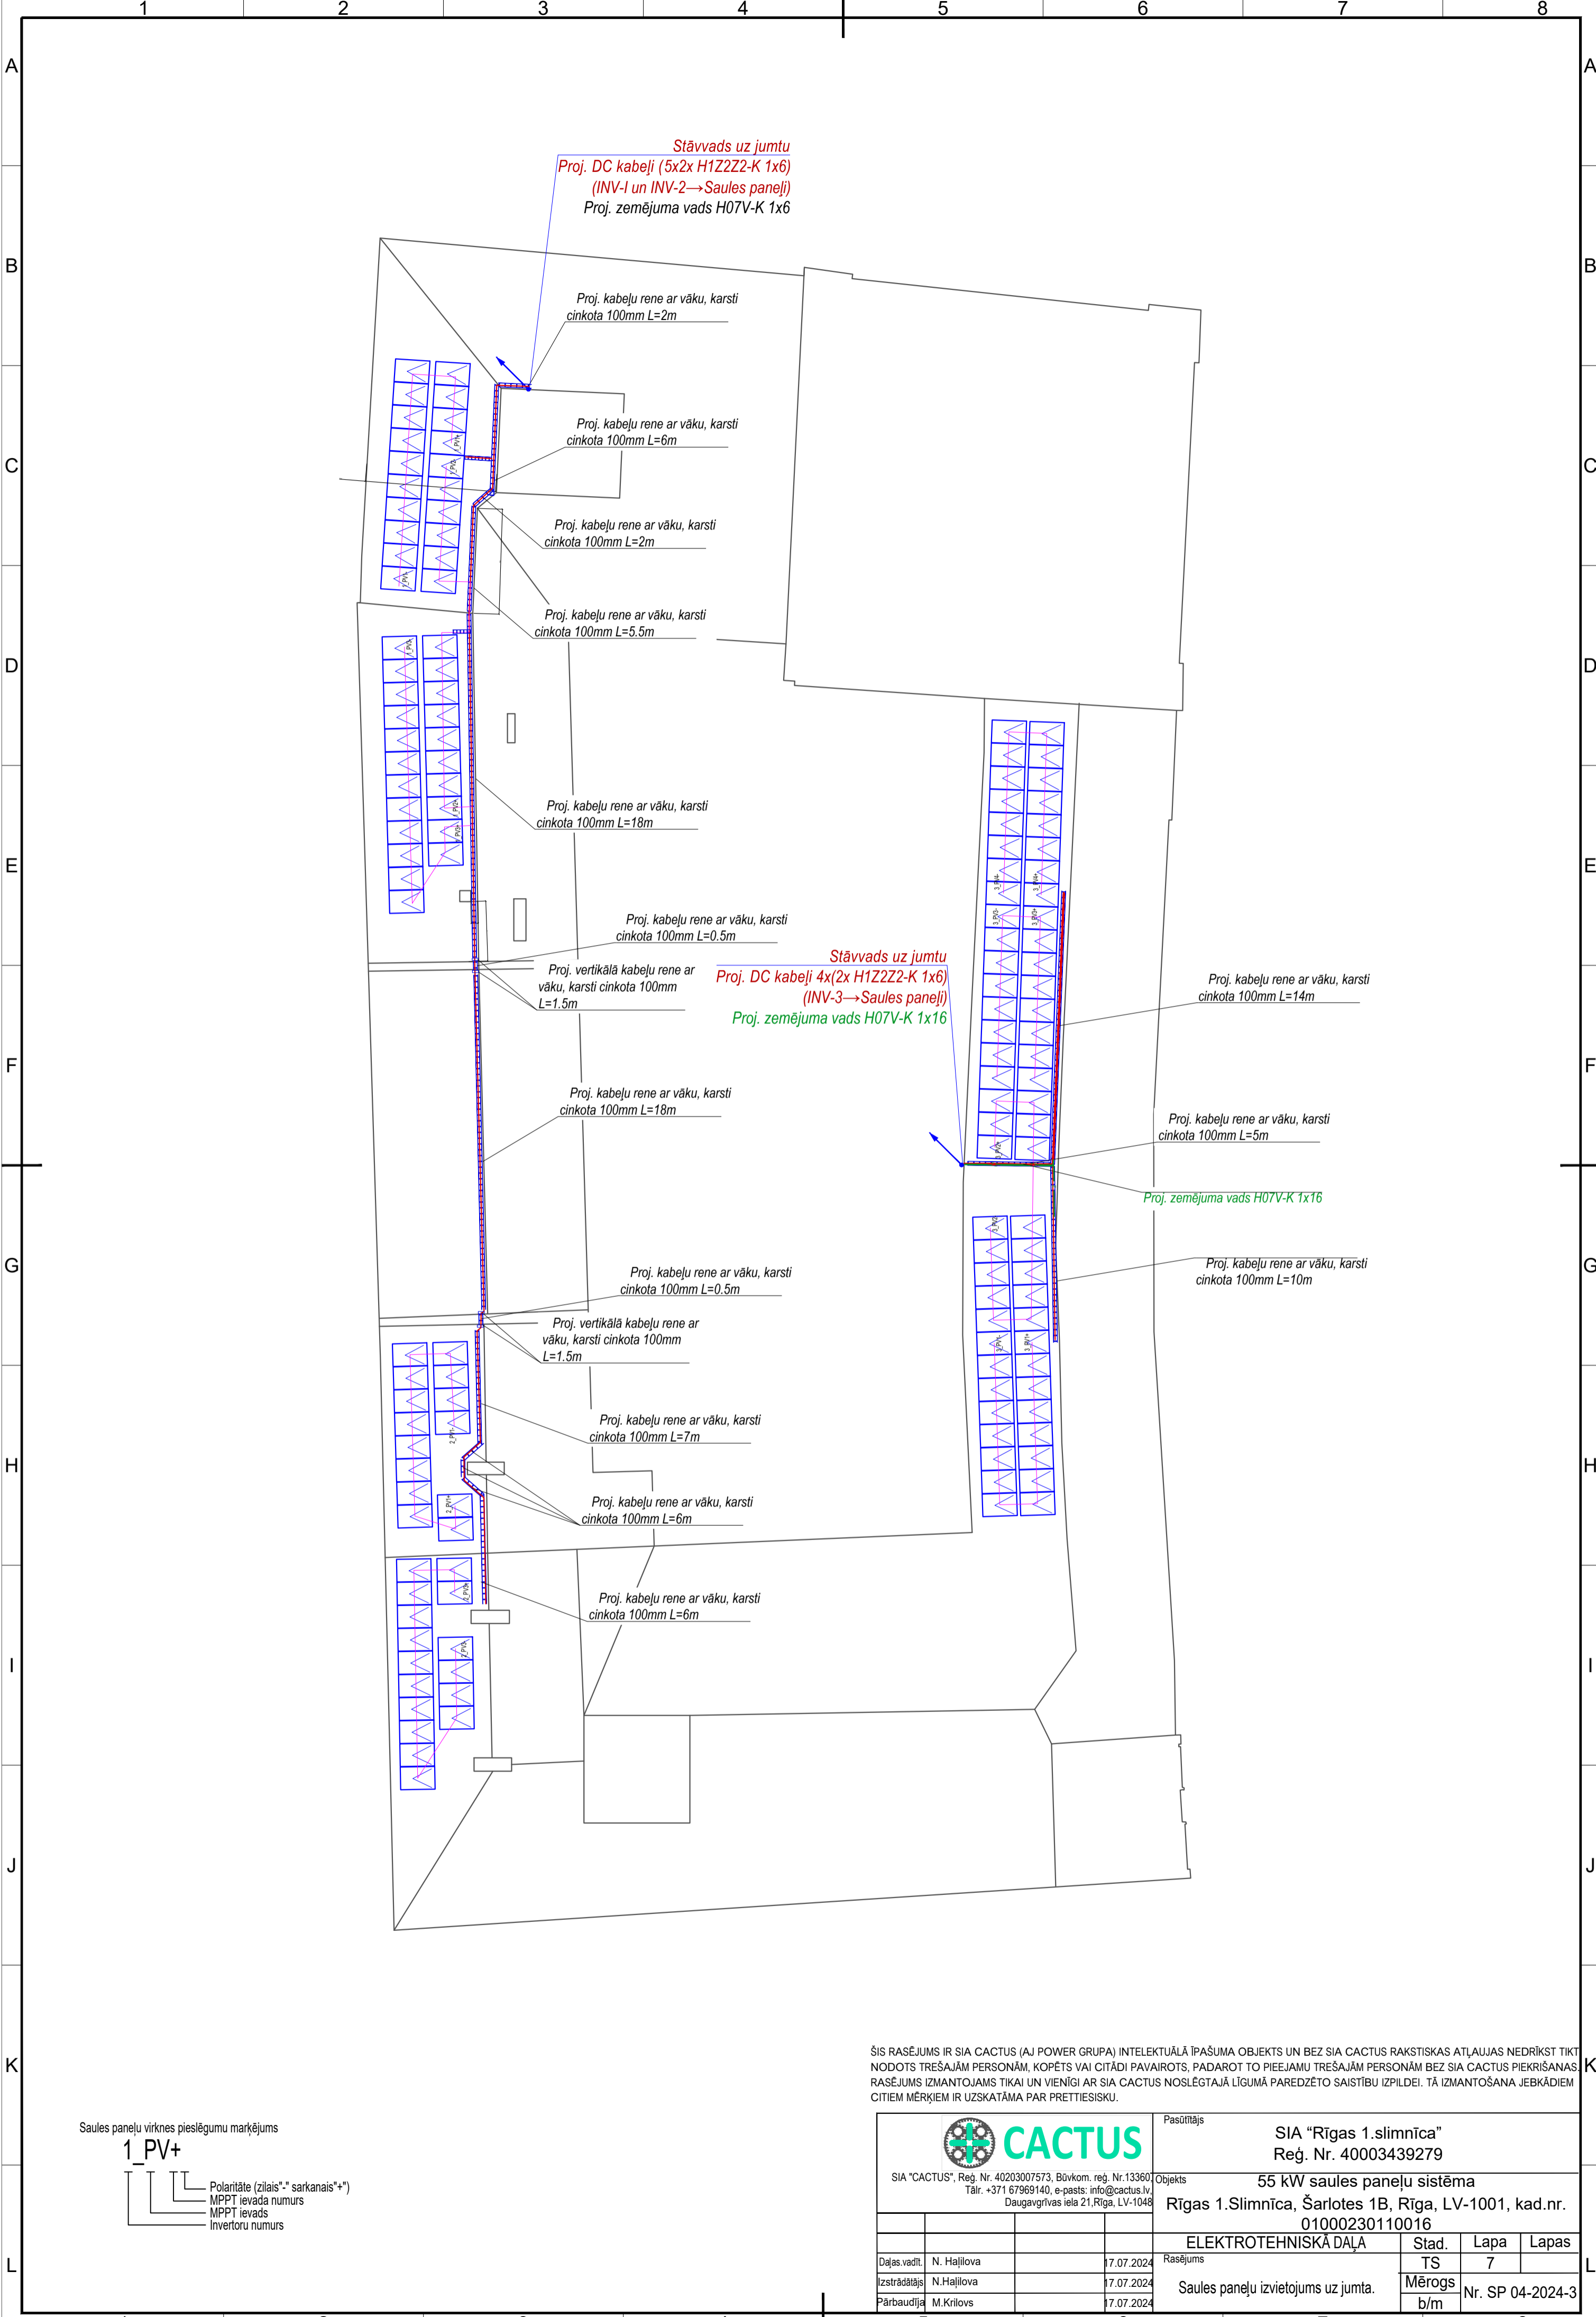 1 2 3 4 5 6 7 8
A A
B B
C C
D D
E E
F F
G G
H H
I I
J J
K K
L L
Stāvvads uz jumtu
Proj. DC kabeļi (5x2x H1Z2Z2-K 1x6)
(INV-I un INV-2→Saules paneļi)
Proj. zemējuma vads H07V-K 1x6
Proj. kabeļu rene ar vāku, karsti
cinkota 100mm L=2m
Proj. kabeļu rene ar vāku, karsti
cinkota 100mm L=6m
Proj. kabeļu rene ar vāku, karsti
cinkota 100mm L=2m
Proj. kabeļu rene ar vāku, karsti
cinkota 100mm L=5.5m
Proj. kabeļu rene ar vāku, karsti
cinkota 100mm L=18m
Proj. kabeļu rene ar vāku, karsti
cinkota 100mm L=0.5m
Proj. vertikālā kabeļu rene ar
vāku, karsti cinkota 100mm
L=1.5m
Stāvvads uz jumtu
Proj. DC kabeļi 4x(2x H1Z2Z2-K 1x6)
(INV-3→Saules paneļi)
Proj. zemējuma vads H07V-K 1x16
Proj. kabeļu rene ar vāku, karsti
cinkota 100mm L=14m
Proj. kabeļu rene ar vāku, karsti
cinkota 100mm L=18m
Proj. kabeļu rene ar vāku, karsti
cinkota 100mm L=5m
Proj. zemējuma vads H07V-K 1x16
Proj. kabeļu rene ar vāku, karsti
cinkota 100mm L=10m
Proj. kabeļu rene ar vāku, karsti
cinkota 100mm L=0.5m
Proj. vertikālā kabeļu rene ar
vāku, karsti cinkota 100mm
L=1.5m
Proj. kabeļu rene ar vāku, karsti
cinkota 100mm L=7m
Proj. kabeļu rene ar vāku, karsti
cinkota 100mm L=6m
Proj. kabeļu rene ar vāku, karsti
cinkota 100mm L=6m
3_PV4- 3_PV4+
3_PV3- 3_PV3+
3_PV1- 3_PV1+
2_PV1-
2_PV1+
Saules paneļu virknes pieslēgumu marķējums
1_PV+
Polaritāte (zilais"-" sarkanais"+")
MPPT ievada numurs
MPPT ievads
Invertoru numurs
ŠIS RASĒJUMS IR SIA CACTUS (AJ POWER GRUPA) INTELEKTUĀLĀ ĪPAŠUMA OBJEKTS UN BEZ SIA CACTUS RAKSTISKAS ATĻAUJAS NEDRĪKST TIKT
NODOTS TREŠAJĀM PERSONĀM, KOPĒTS VAI CITĀDI PAVAIROTS, PADAROT TO PIEEJAMU TREŠAJĀM PERSONĀM BEZ SIA CACTUS PIEKRIŠANAS.
RASĒJUMS IZMANTOJAMS TIKAI UN VIENĪGI AR SIA CACTUS NOSLĒGTAJĀ LĪGUMĀ PAREDZĒTO SAISTĪBU IZPILDEI. TĀ IZMANTOŠANA JEBKĀDIEM
CITIEM MĒRĶIEM IR UZSKATĀMA PAR PRETTIESISKU.
CACTUS
SIA "CACTUS", Reģ. Nr. 40203007573, Būvkom. reģ. Nr.13360,
Tālr. +371 67969140, e-pasts: info@cactus.lv,
Daugavgrīvas iela 21,Rīga, LV-1048
Pasūtītājs
SIA “Rīgas 1.slimnīca”
Reģ. Nr. 40003439279
Objekts
55 kW saules paneļu sistēma
Rīgas 1.Slimnīca, Šarlotes 1B, Rīga, LV-1001, kad.nr.
01000230110016
ELEKTROTEHNISKĀ DAĻA Stad. Lapa Lapas
TS 7
Daļas.vadīt. N. Haļilova 17.07.2024
Izstrādātājs N.Haļilova 17.07.2024
Pārbaudīja M.Krilovs 17.07.2024
Rasējums
Saules paneļu izvietojums uz jumta.
Mērogs
b/m
Nr. SP 04-2024-3